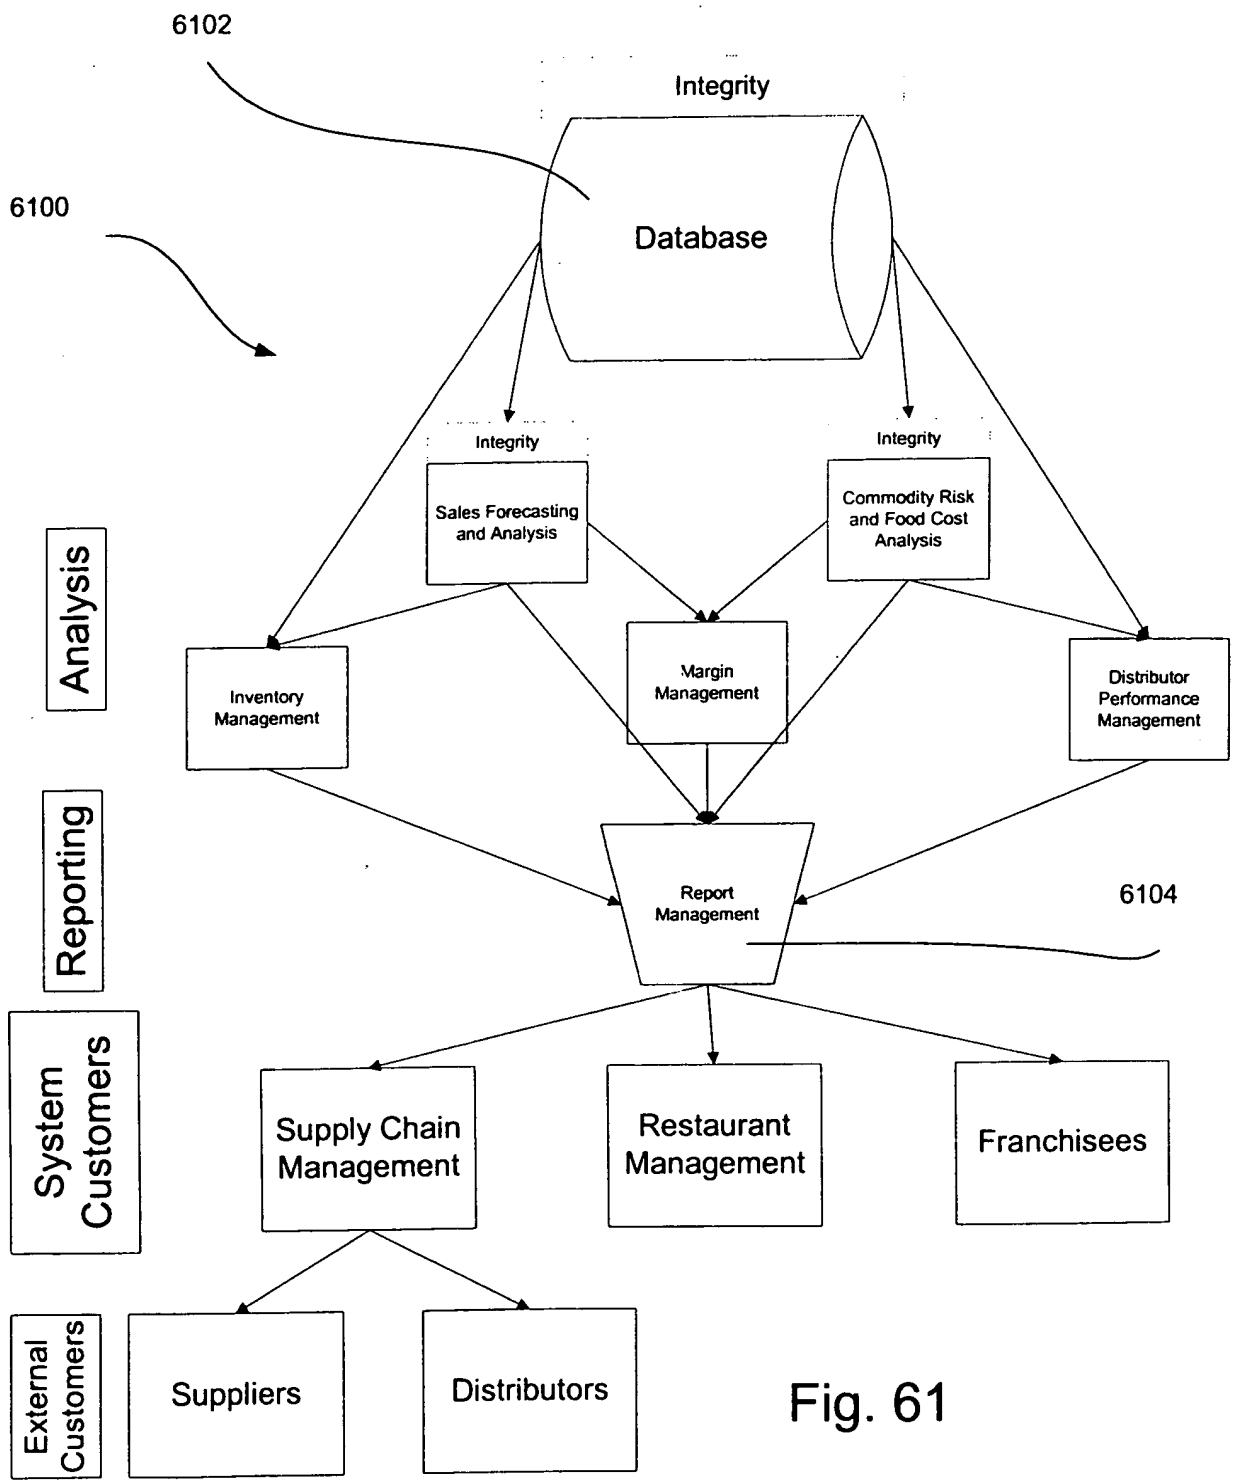 6102
Integrity
6100
Database
Integrity
Integrity
Sales Forecasting
and Analysis
Commodity Risk
and Food Cost
Analysis
Analysis
Inventory
Management
Margin
Management
Distributor
Performance
Management
Reporting
Report
Management
6104
System
Customers
Supply Chain
Management
Restaurant
Management
Franchisees
External
Customers
Suppliers
Distributors
Fig. 61